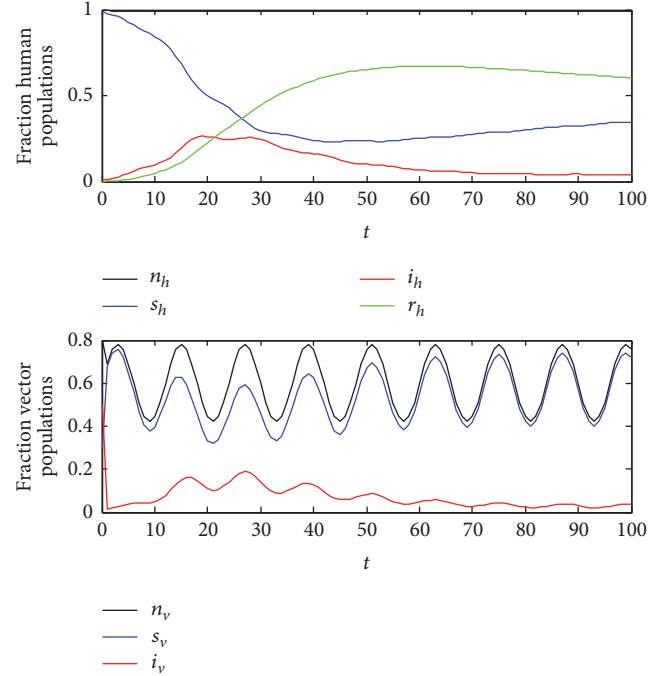 Fraction human
populations
1
0.5
0
0 10 20 30 40 50 60 70 80 90 100
t
n_h
s_h
i_h
r_h
Fraction vector
populations
0.8
0.6
0.4
0.2
0
0 10 20 30 40 50 60 70 80 90 100
t
n_v
s_v
i_v